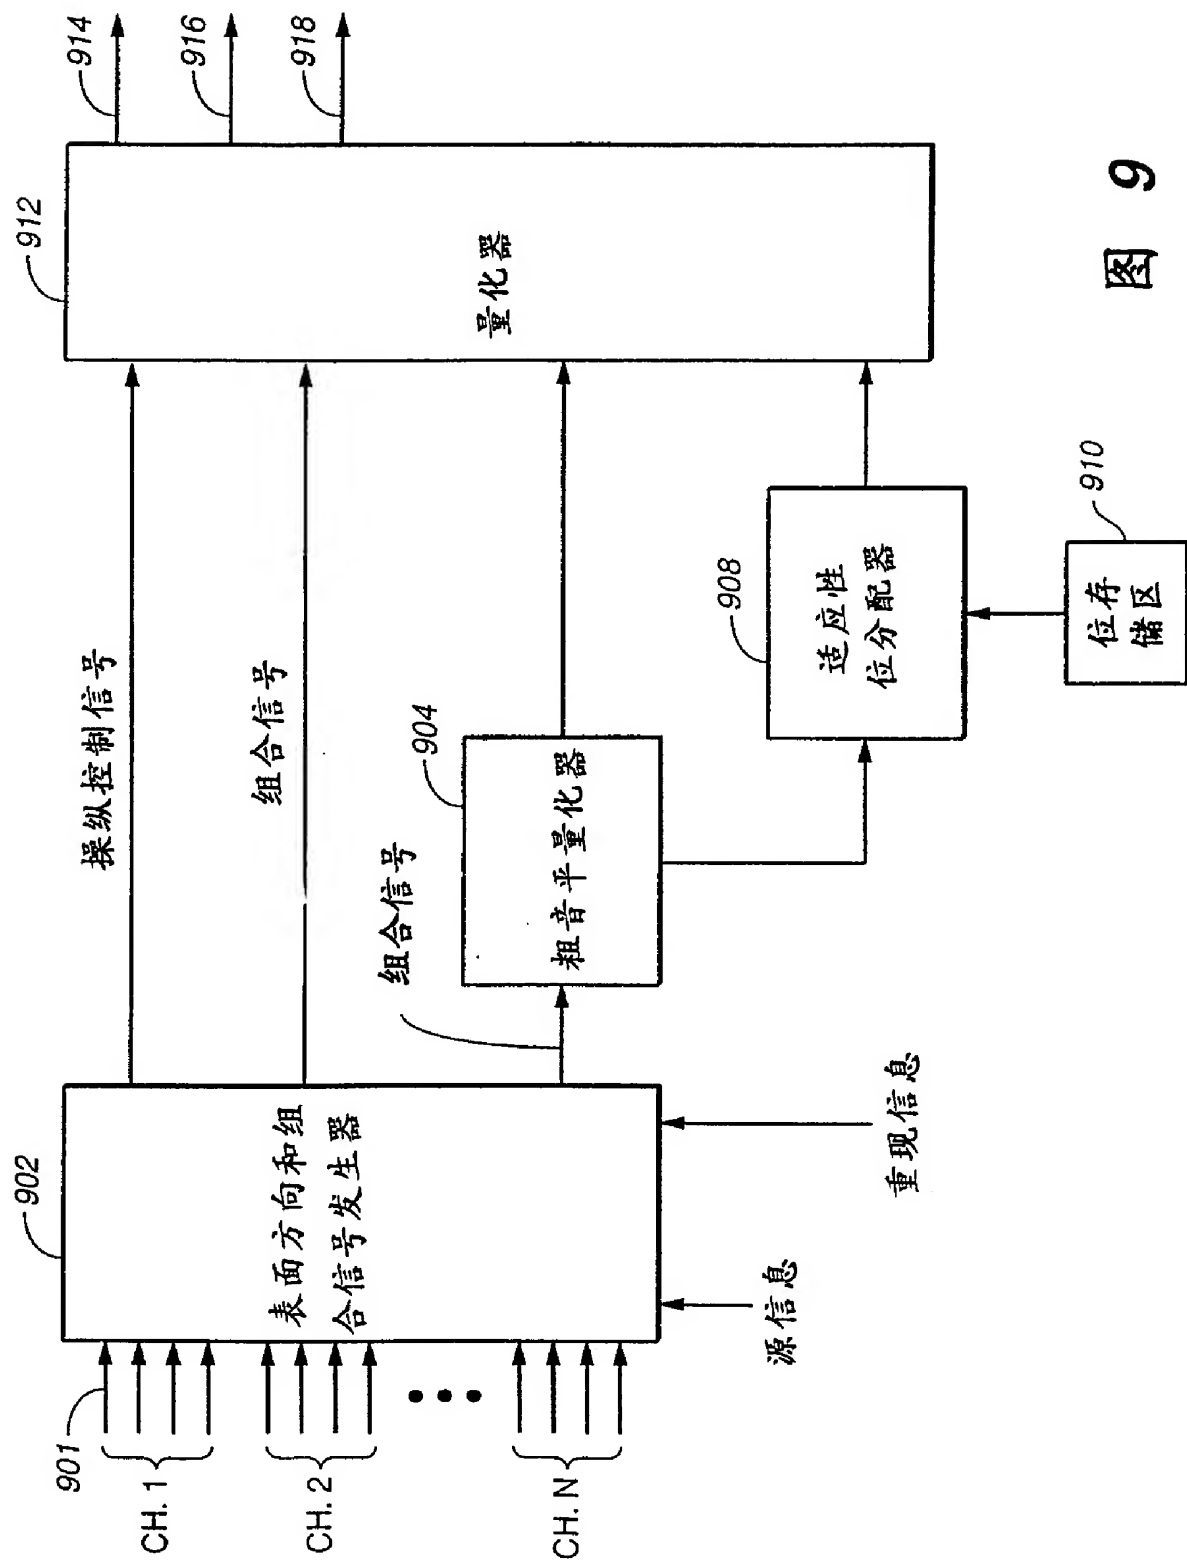 901
CH. 1
CH. 2
CH. N
902
表面方向和组
合信号发生器
源信息
重现信息
操纵控制信号
组合信号
组合信号
904
粗音平量化器
908
适应性
位分配器
910
位存
储区
912
量化器
914
916
918
图 9